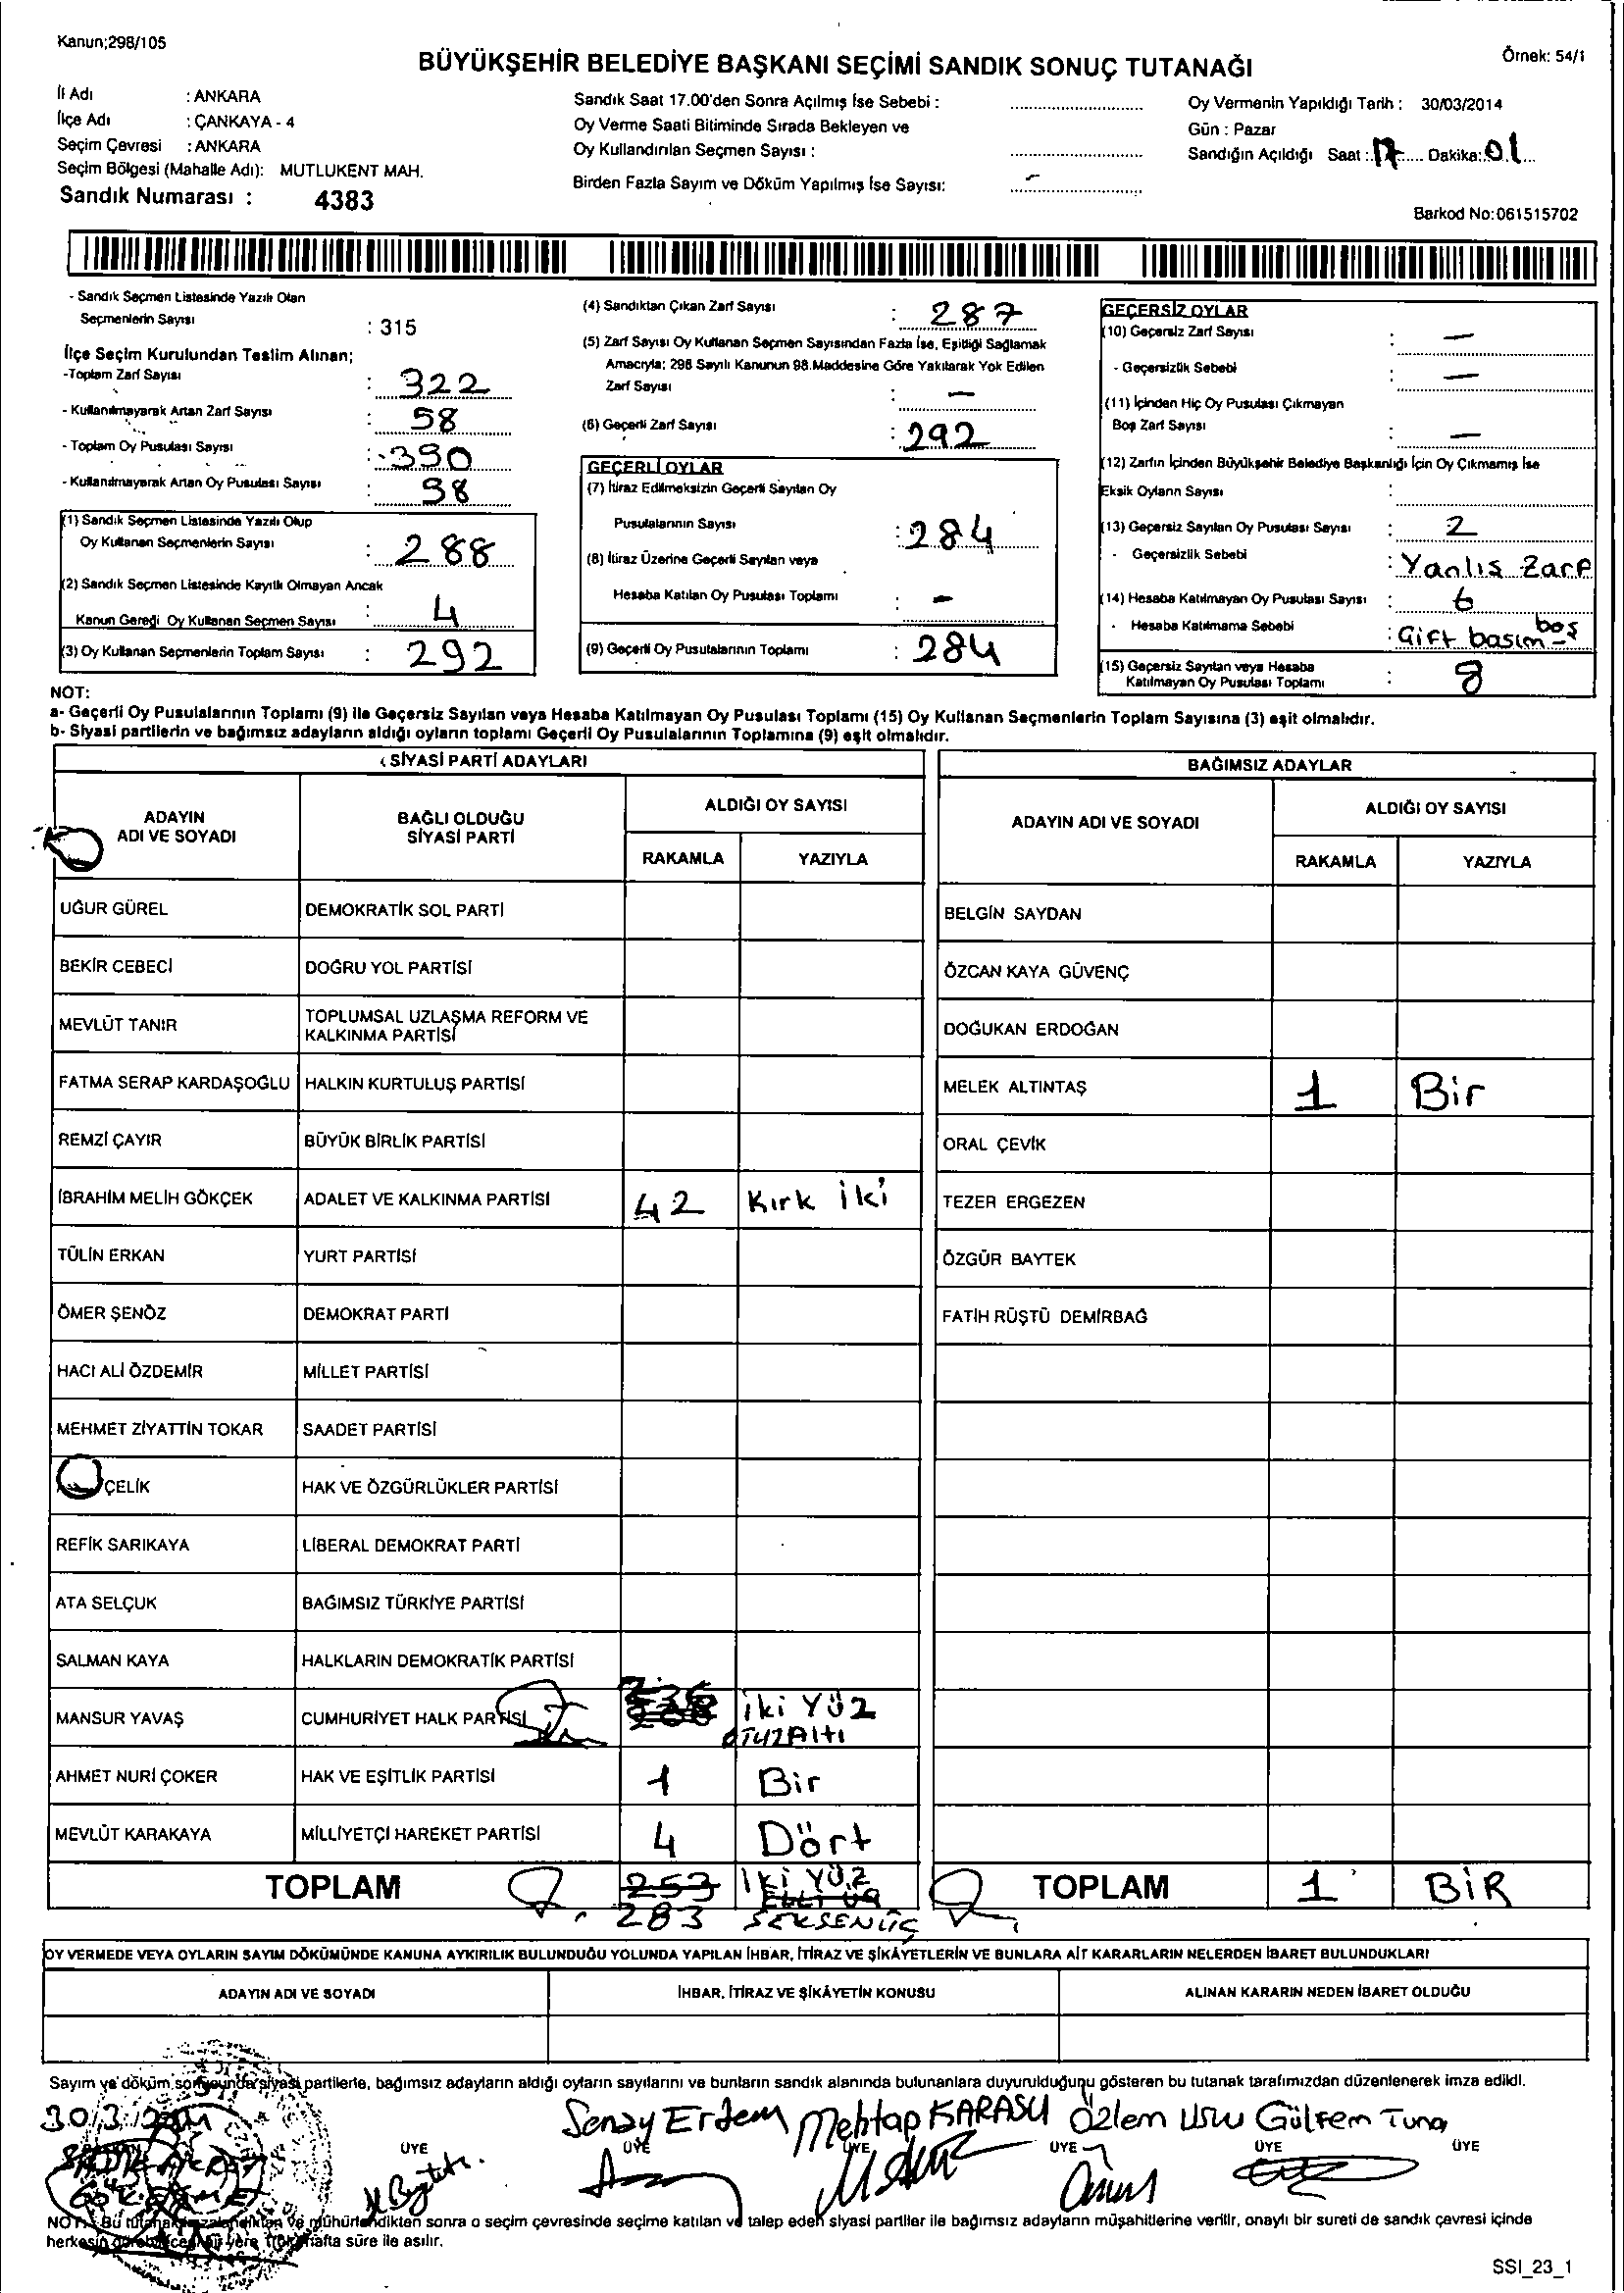 Kanun;298/105
Örnek: 54/1
BÜYÜKŞEHİR BELEDİYE BAŞKANI SEÇİMİ SANDIK SONUÇ TUTANAĞI
İl Adı : ANKARA
İlçe Adı : ÇANKAYA - 4
Seçim Çevresi : ANKARA
Seçim Bölgesi (Mahalle Adı): MUTLUKENT MAH.
Sandık Numarası : 4383
Sandık Saat 17.00'den Sonra Açılmış İse Sebebi :
Oy Verme Saati Bitiminde Sırada Bekleyen ve
Oy Kullandırılan Seçmen Sayısı :
Birden Fazla Sayım ve Döküm Yapılmış İse Sayısı: -
Oy Vermenin Yapıldığı Tarih : 30/03/2014
Gün : Pazar
Sandığın Açıldığı Saat : 17 Dakika: 01
Barkod No:061515702
- Sandık Seçmen Listesinde Yazılı Olan
Seçmenlerin Sayısı : 315
İlçe Seçim Kurulundan Teslim Alınan;
-Toplam Zarf Sayısı : 322
- Kullanılmayarak Artan Zarf Sayısı : 58
- Toplam Oy Pusulası Sayısı : 390
- Kullanılmayarak Artan Oy Pusulası Sayısı : 98
(1) Sandık Seçmen Listesinde Yazılı Olup
Oy Kullanan Seçmenlerin Sayısı : 288
(2) Sandık Seçmen Listesinde Kayıtlı Olmayan Ancak
Kanun Gereği Oy Kullanan Seçmen Sayısı : 4
(3) Oy Kullanan Seçmenlerin Toplam Sayısı : 292
(4) Sandıktan Çıkan Zarf Sayısı : 287
(5) Zarf Sayısı Oy Kullanan Seçmen Sayısından Fazla İse, Eşitliği Sağlamak
Amacıyla; 298 Sayılı Kanunun 98.Maddesine Göre Yakılarak Yok Edilen
Zarf Sayısı : -
(6) Geçerli Zarf Sayısı : 292
GEÇERLİ OYLAR
(7) İtiraz Edilmeksizin Geçerli Sayılan Oy
Pusulalarının Sayısı : 284
(8) İtiraz Üzerine Geçerli Sayılan veya
Hesaba Katılan Oy Pusulası Toplamı : -
(9) Geçerli Oy Pusulalarının Toplamı : 284
GEÇERSİZ OYLAR
(10) Geçersiz Zarf Sayısı : -
- Geçersizlik Sebebi : -
(11) İçinden Hiç Oy Pusulası Çıkmayan
Boş Zarf Sayısı : -
(12) Zarfın İçinden Büyükşehir Belediye Başkanlığı İçin Oy Çıkmamış İse
Eksik Oyların Sayısı :
(13) Geçersiz Sayılan Oy Pusulası Sayısı : 2
- Geçersizlik Sebebi : Yanlıs Zarf
(14) Hesaba Katılmayan Oy Pusulası Sayısı : 6
- Hesaba Katılmama Sebebi : Çift basım - boş
(15) Geçersiz Sayılan veya Hesaba
Katılmayan Oy Pusulası Toplamı : 8
NOT:
a- Geçerli Oy Pusulalarının Toplamı (9) ile Geçersiz Sayılan veya Hesaba Katılmayan Oy Pusulası Toplamı (15) Oy Kullanan Seçmenlerin Toplam Sayısına (3) eşit olmalıdır.
b- Siyasi partilerin ve bağımsız adayların aldığı oyların toplamı Geçerli Oy Pusulalarının Toplamına (9) eşit olmalıdır.
SİYASİ PARTİ ADAYLARI
ADAYIN
ADI VE SOYADI
BAĞLI OLDUĞU
SİYASİ PARTİ
ALDIĞI OY SAYISI
RAKAMLA YAZIYLA
UĞUR GÜREL DEMOKRATİK SOL PARTİ
BEKİR CEBECİ DOĞRU YOL PARTİSİ
MEVLÜT TANIR TOPLUMSAL UZLAŞMA REFORM VE
KALKINMA PARTİSİ
FATMA SERAP KARDAŞOĞLU HALKIN KURTULUŞ PARTİSİ
REMZİ ÇAYIR BÜYÜK BİRLİK PARTİSİ
İBRAHİM MELİH GÖKÇEK ADALET VE KALKINMA PARTİSİ 42 Kırk iki
TÜLİN ERKAN YURT PARTİSİ
ÖMER ŞENÖZ DEMOKRAT PARTİ
HACI ALİ ÖZDEMİR MİLLET PARTİSİ
MEHMET ZİYATTİN TOKAR SAADET PARTİSİ
ÇELİK HAK VE ÖZGÜRLÜKLER PARTİSİ
REFİK SARIKAYA LİBERAL DEMOKRAT PARTİ
ATA SELÇUK BAĞIMSIZ TÜRKİYE PARTİSİ
SALMAN KAYA HALKLARIN DEMOKRATİK PARTİSİ
MANSUR YAVAŞ CUMHURİYET HALK PARTİSİ 236 iki YÜZ
OTUZ Altı
AHMET NURİ ÇOKER HAK VE EŞİTLİK PARTİSİ 1 Bir
MEVLÜT KARAKAYA MİLLİYETÇİ HAREKET PARTİSİ 4 Dört
TOPLAM 253 İki YÜZ
ELLİ ÜÇ
283 SEKSENÜÇ
BAĞIMSIZ ADAYLAR
ADAYIN ADI VE SOYADI
ALDIĞI OY SAYISI
RAKAMLA YAZIYLA
BELGİN SAYDAN
ÖZCAN KAYA GÜVENÇ
DOĞUKAN ERDOĞAN
MELEK ALTINTAŞ 1 Bir
ORAL ÇEVİK
TEZER ERGEZEN
ÖZGÜR BAYTEK
FATİH RÜŞTÜ DEMİRBAĞ
TOPLAM 1 BİR
OY VERMEDE VEYA OYLARIN SAYIM DÖKÜMÜNDE KANUNA AYKIRILIK BULUNDUĞU YOLUNDA YAPILAN İHBAR, İTİRAZ VE ŞİKÂYETLERİN VE BUNLARA AİT KARARLARIN NELERDEN İBARET BULUNDUKLARI
ADAYIN ADI VE SOYADI İHBAR, İTİRAZ VE ŞİKÂYETİN KONUSU ALINAN KARARIN NEDEN İBARET OLDUĞU
Sayım ve döküm sonucunda siyasi partilerle, bağımsız adayların aldığı oyların sayılarını ve bunların sandık alanında bulunanlara duyurulduğunu gösteren bu tutanak tarafımızdan düzenlenerek imza edildi.
30/3/2014
Senay Erdem Mehtap KARASU Özlem Gülfem Tuna
ÜYE ÜYE ÜYE ÜYE ÜYE ÜYE
NOT : Bu tutanak imzalandıktan ve mühürlendikten sonra o seçim çevresinde seçime katılan ve talep eden siyasi partiler ile bağımsız adayların müşahitlerine verilir, onaylı bir sureti de sandık çevresi içinde
herkesin görebileceği bir yere 1 hafta süre ile asılır.
SSI_23_1